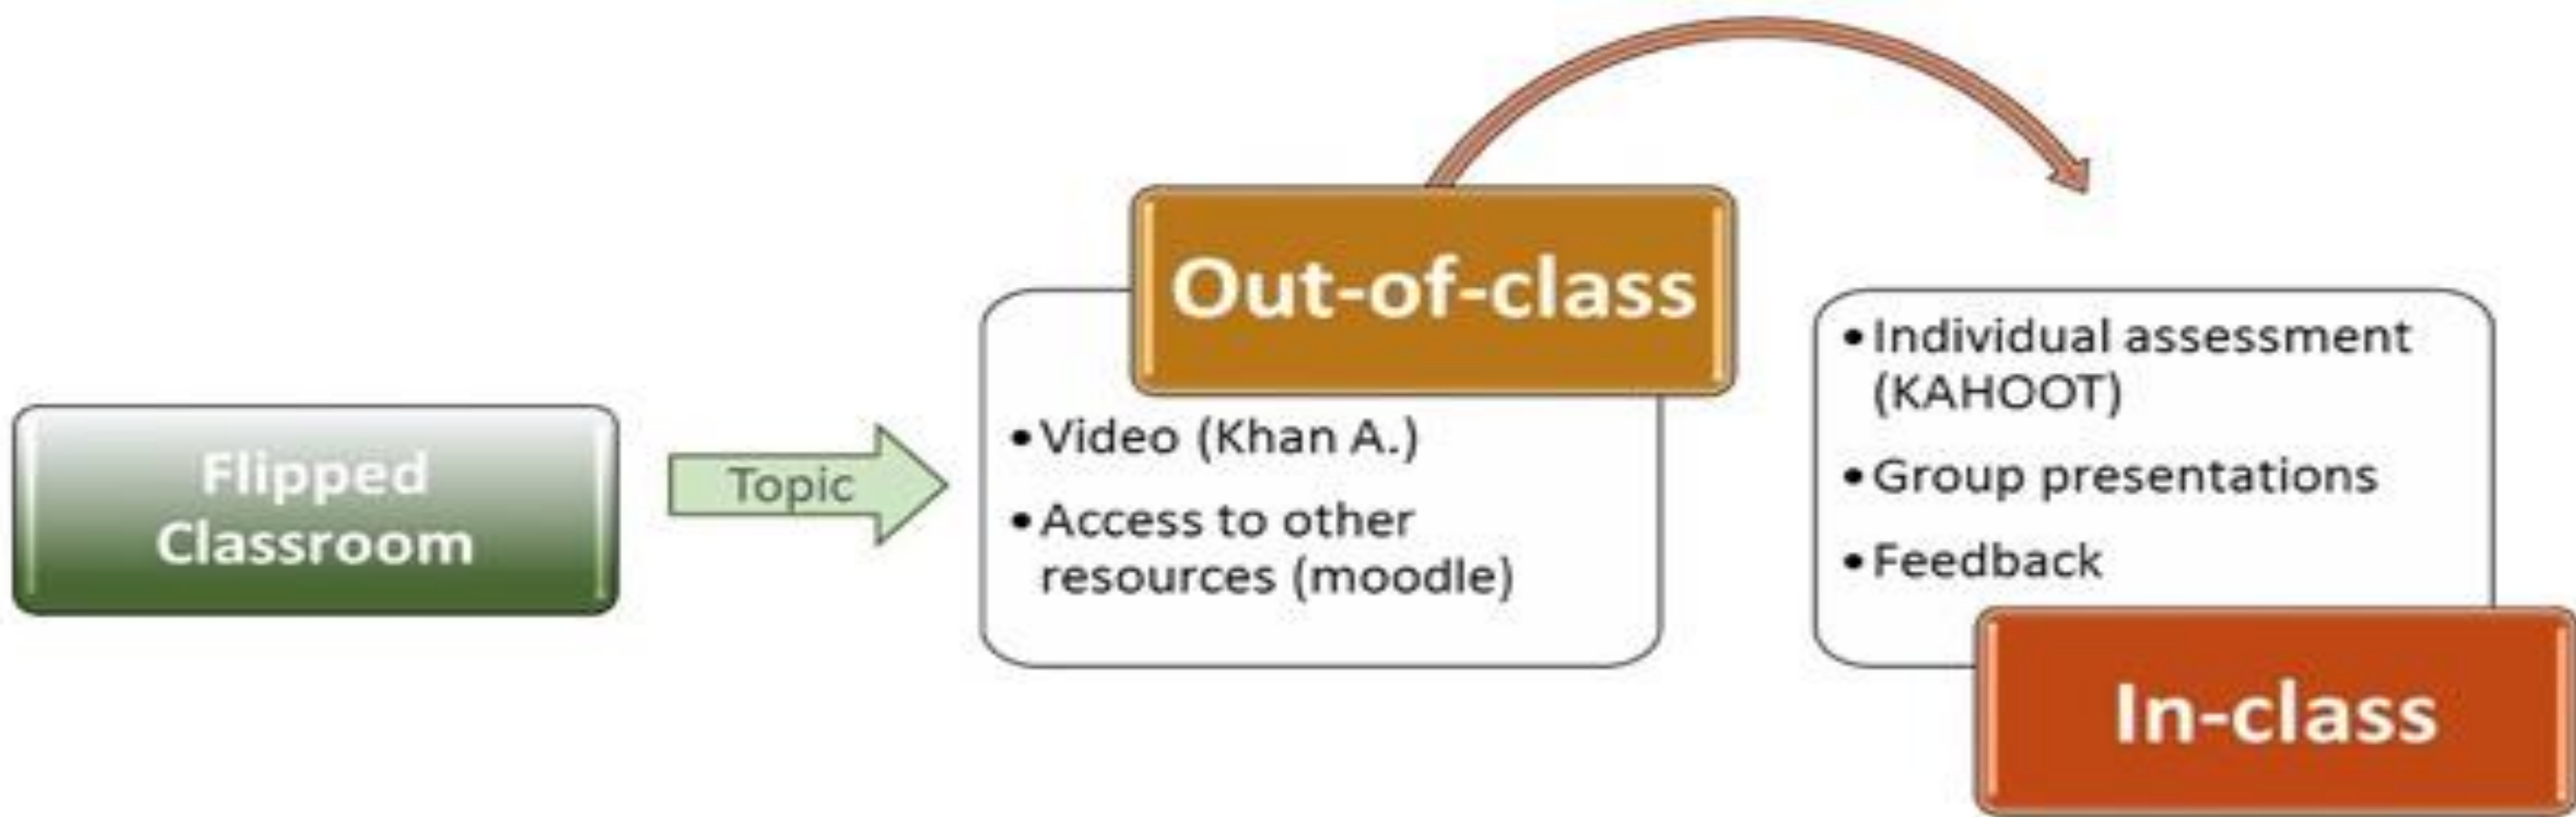 Flipped
Classroom
Topic
Out-of-class
• Video (Khan A.)
• Access to other
resources (moodle)
• Individual assessment
(KAHOOT)
• Group presentations
• Feedback
In-class